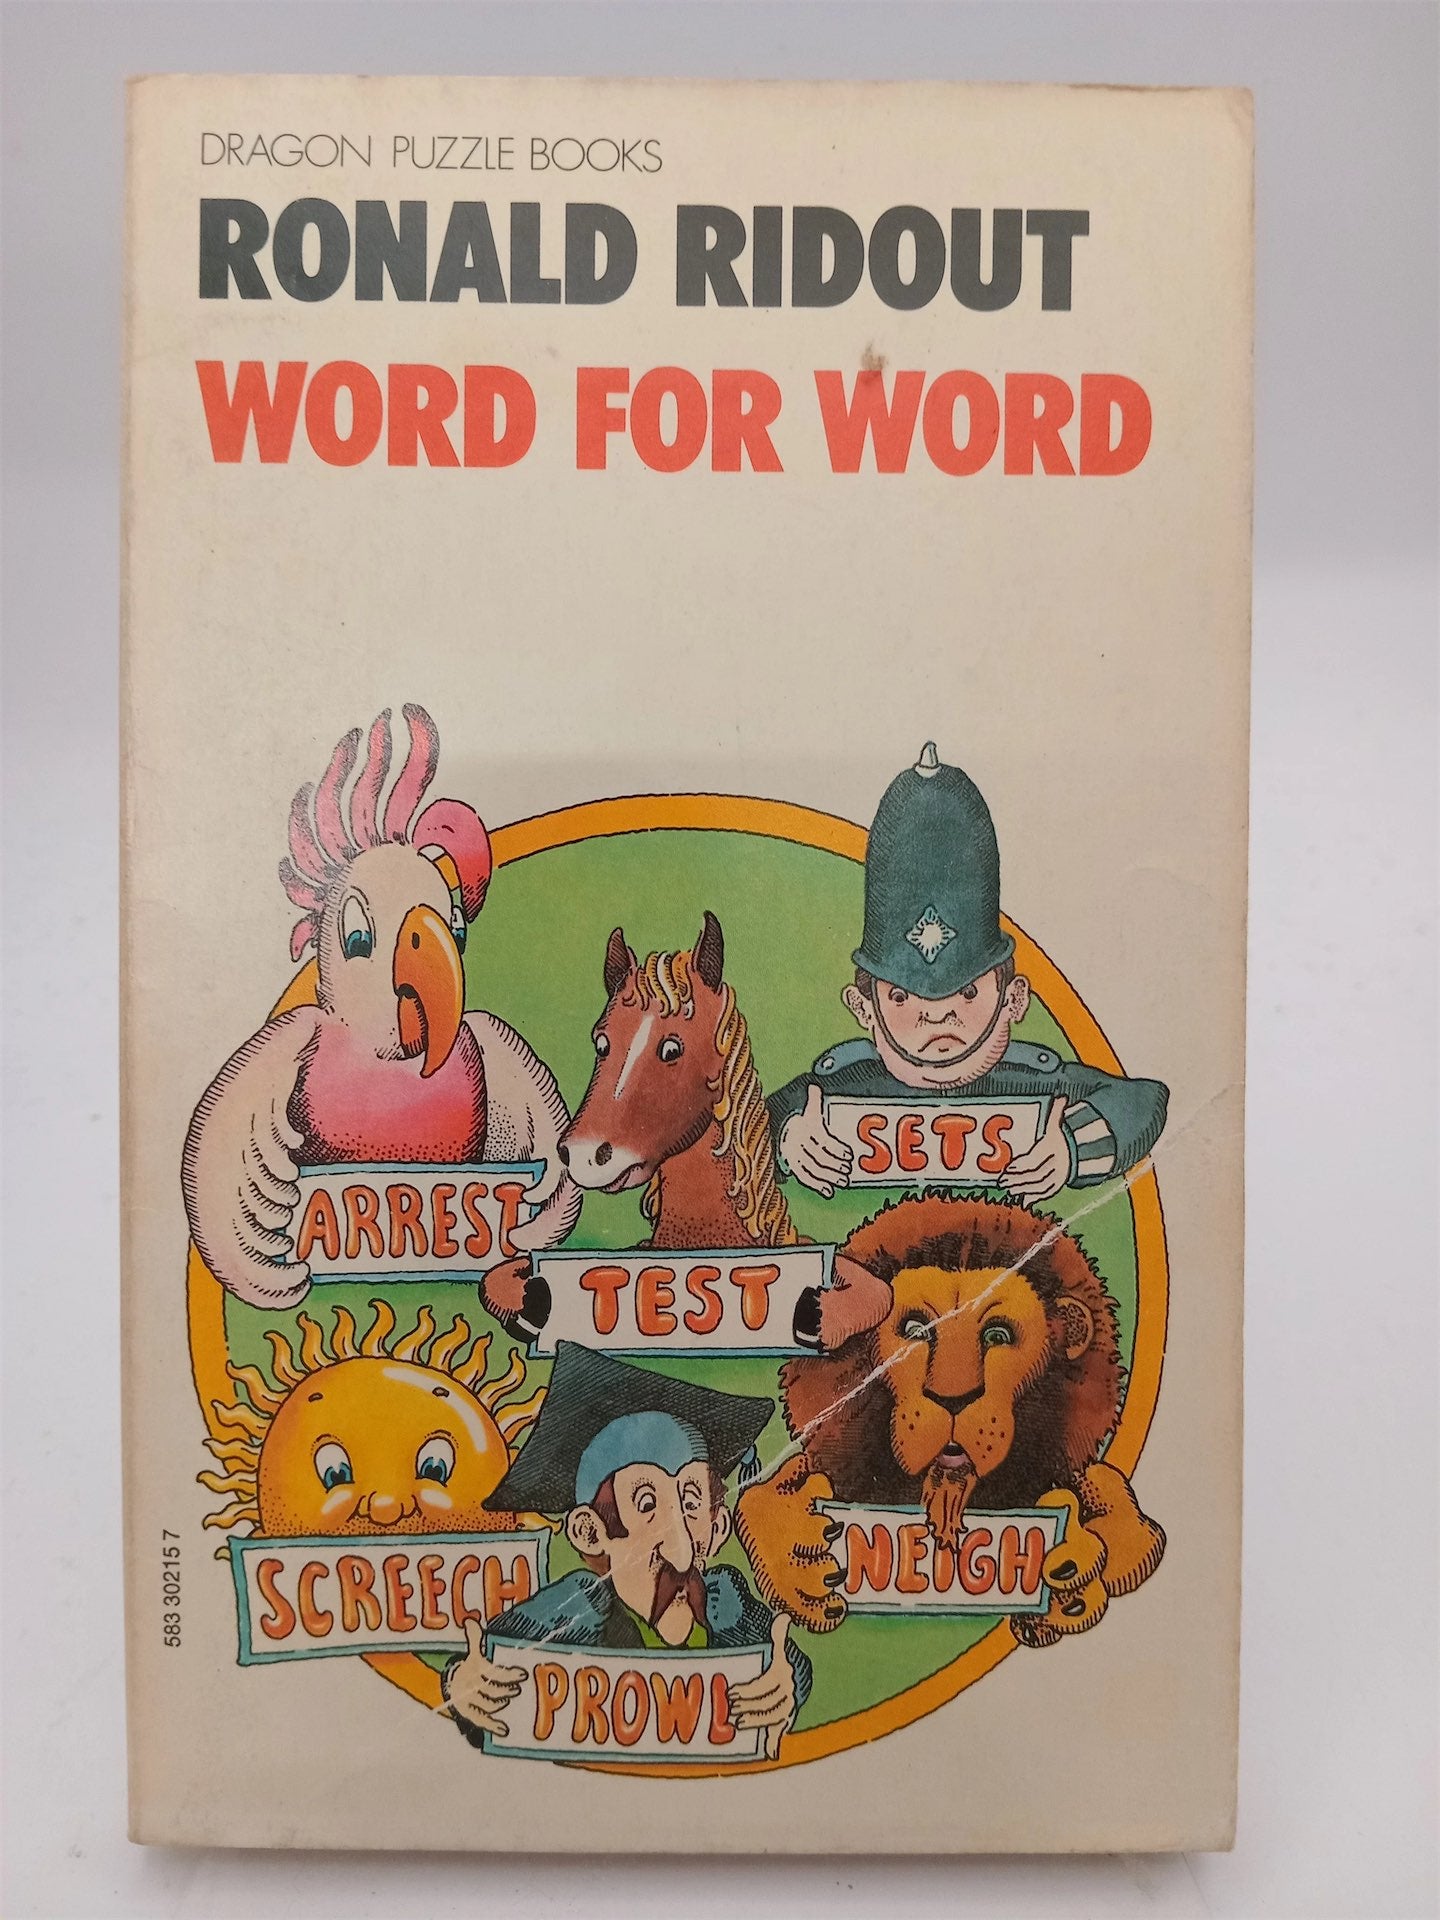 DRAGON PUZZLE BOOKS
RONALD RIDOUT
WORD FOR WORD
SETS
ARREST
TEST
SCREECH
NEIGH
PROWL
583 30215 7